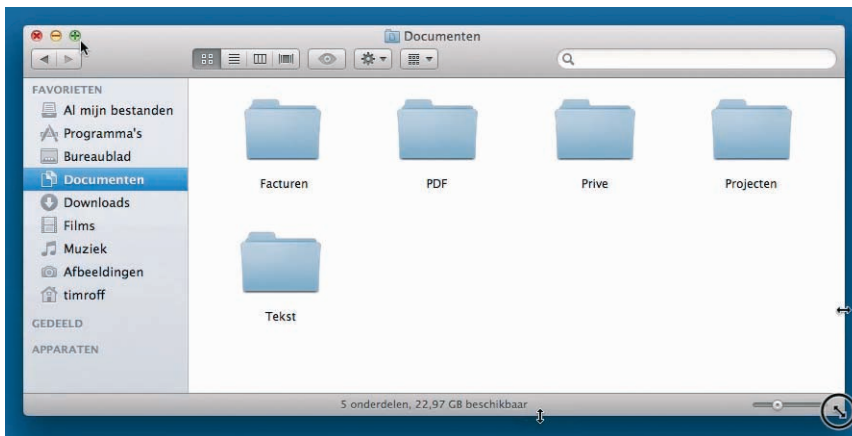 Documenten
FAVORIETEN
Al mijn bestanden
Programma's
Bureaublad
Documenten
Downloads
Films
Muziek
Afbeeldingen
timroff
GEDEELD
APPARATEN
Facturen PDF Prive Projecten
Tekst
5 onderdelen, 22,97 GB beschikbaar